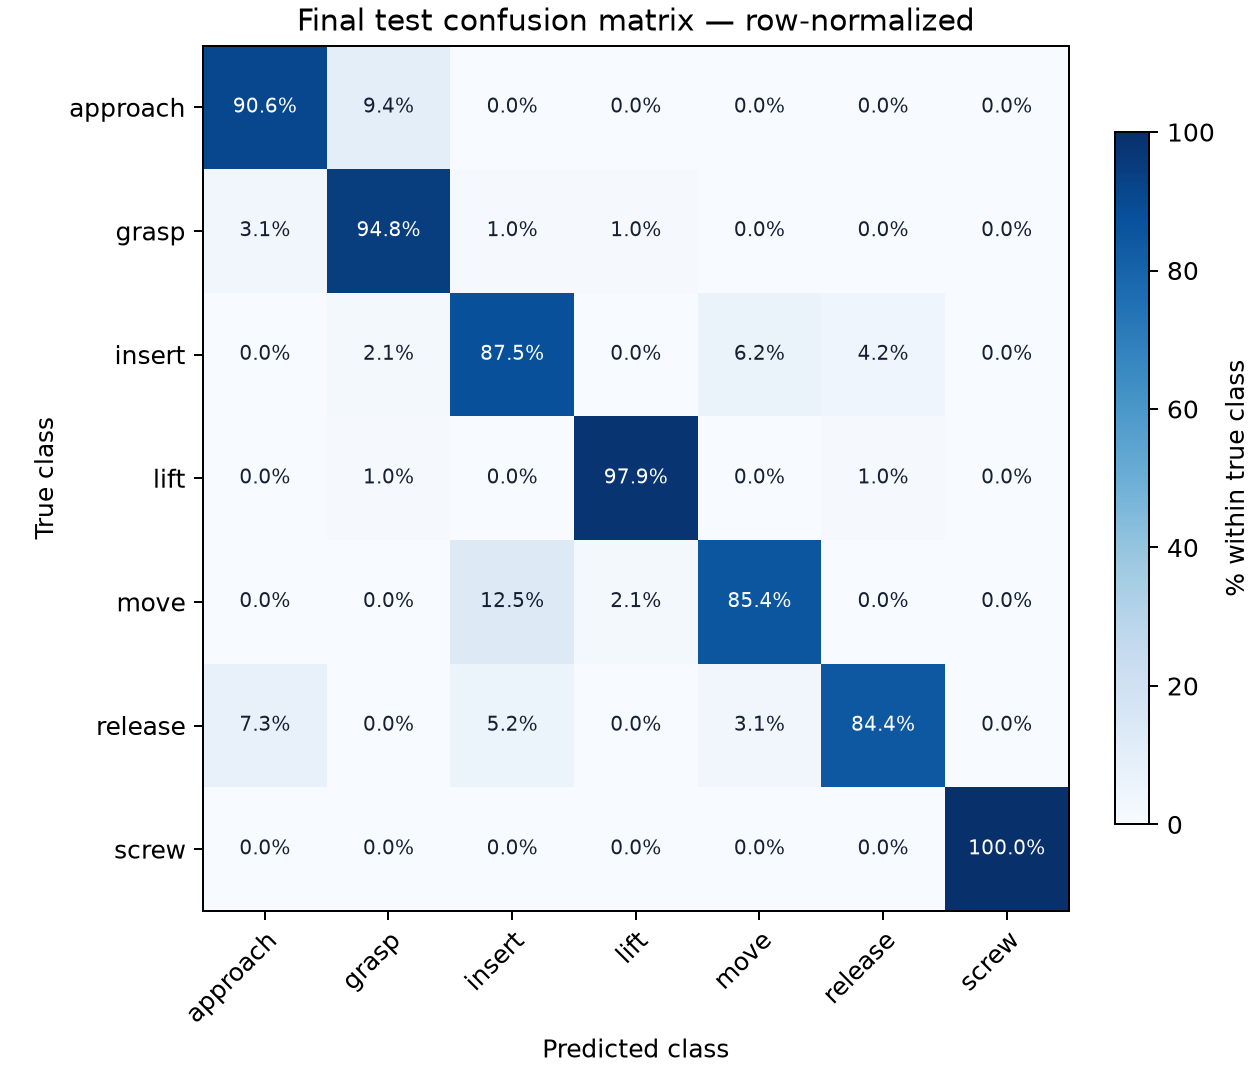 Final test confusion matrix — row-normalized
approach 90.6% 9.4% 0.0% 0.0% 0.0% 0.0% 0.0%
grasp 3.1% 94.8% 1.0% 1.0% 0.0% 0.0% 0.0%
insert 0.0% 2.1% 87.5% 0.0% 6.2% 4.2% 0.0%
lift 0.0% 1.0% 0.0% 97.9% 0.0% 1.0% 0.0%
move 0.0% 0.0% 12.5% 2.1% 85.4% 0.0% 0.0%
release 7.3% 0.0% 5.2% 0.0% 3.1% 84.4% 0.0%
screw 0.0% 0.0% 0.0% 0.0% 0.0% 0.0% 100.0%
approach grasp insert lift move release screw
Predicted class
True class
100
80
60
40
20
0
% within true class